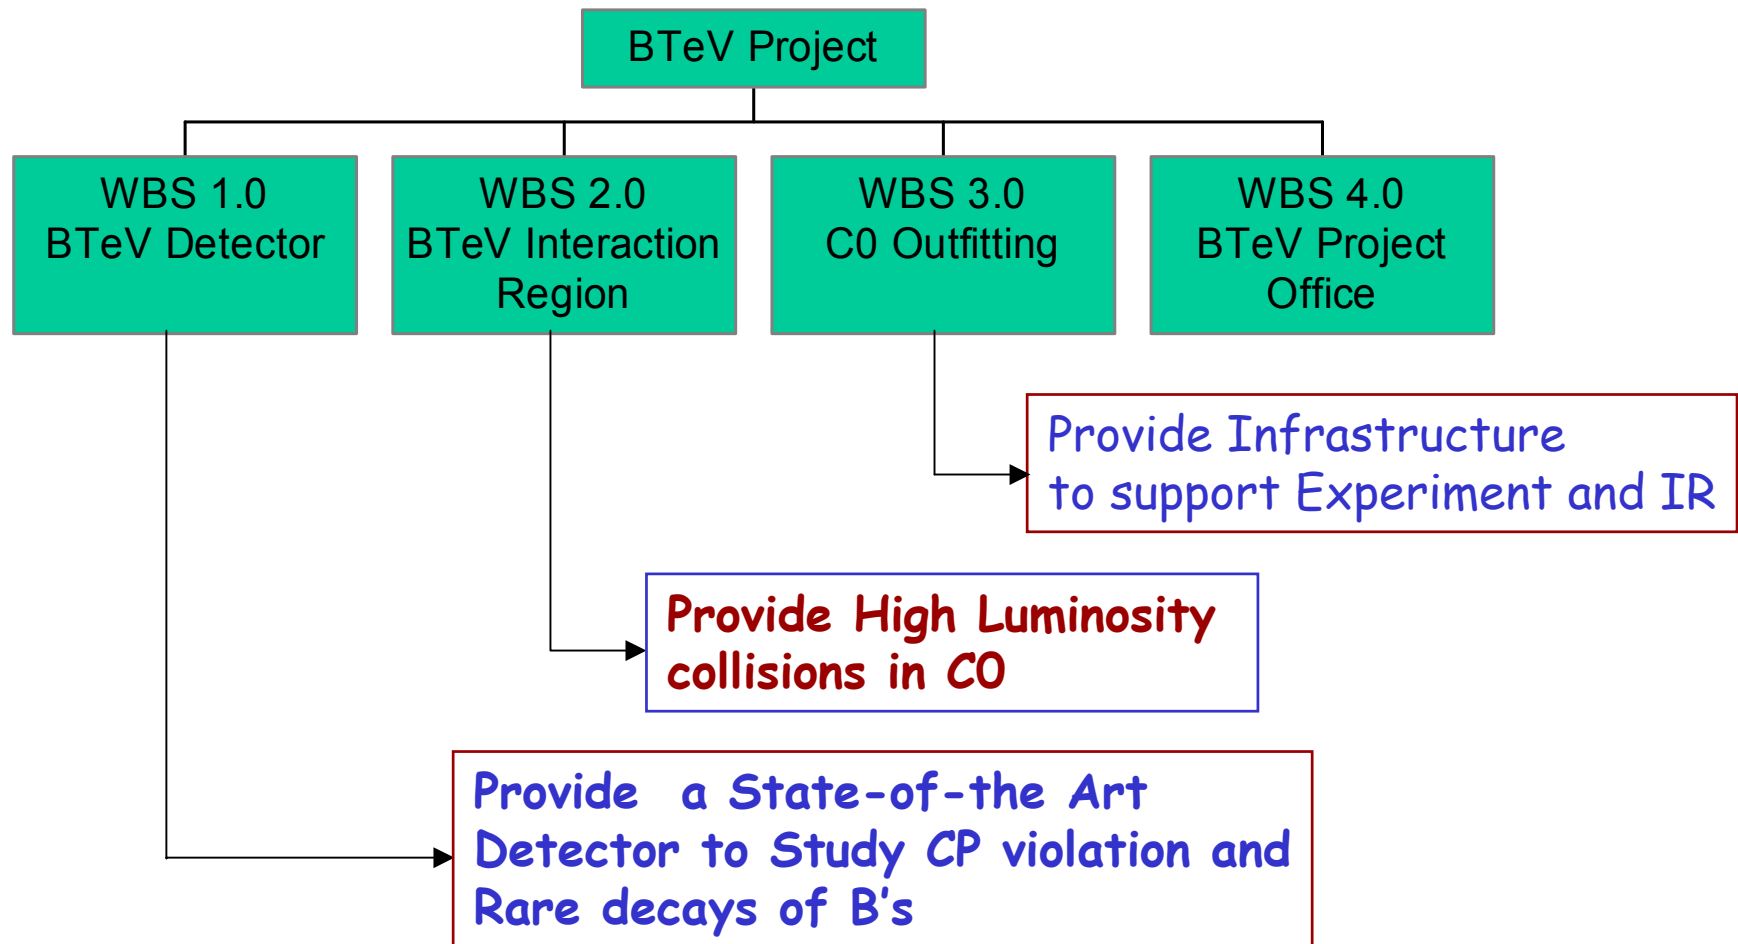 BTeV Project
WBS 1.0
BTeV Detector
WBS 2.0
BTeV Interaction
Region
WBS 3.0
C0 Outfitting
WBS 4.0
BTeV Project
Office
Provide Infrastructure
to support Experiment and IR
Provide High Luminosity
collisions in C0
Provide a State-of-the Art
Detector to Study CP violation and
Rare decays of B's